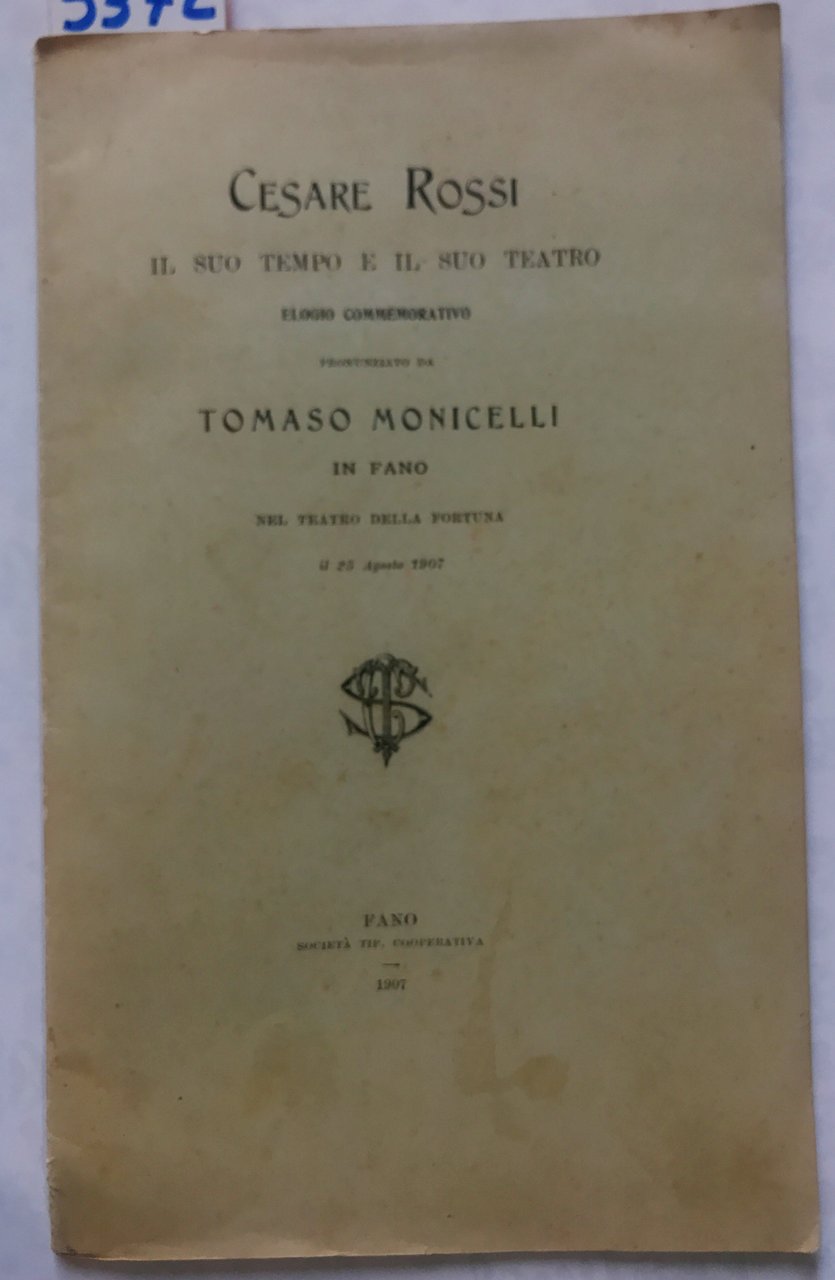 CESARE ROSSI
IL SUO TEMPO E IL SUO TEATRO
ELOGIO COMMEMORATIVO
PRONUNZIATO DA
TOMASO MONICELLI
IN FANO
NEL TEATRO DELLA FORTUNA
il 25 Agosto 1907
FANO
SOCIETÀ TIP. COOPERATIVA
1907